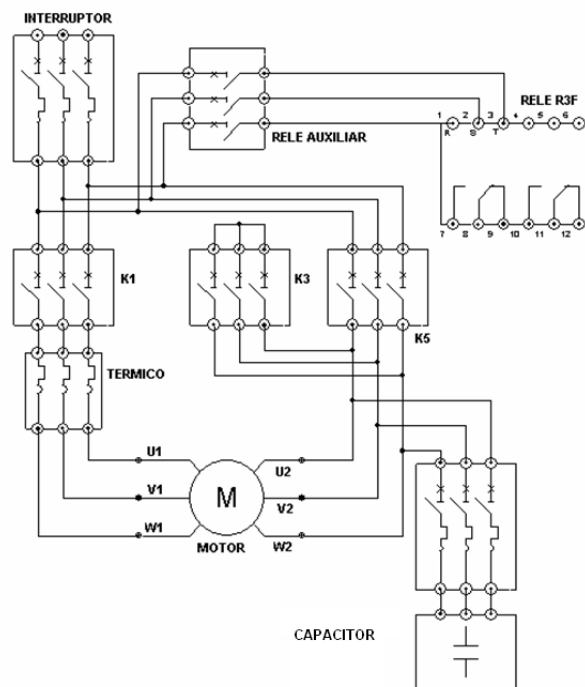 INTERRUPTOR
RELE AUXILIAR
RELE R3F
1 2 3 4 5 6
R S T
7 8 9 10 11 12
K1
K3
K5
TERMICO
U1
U2
V1
M
V2
W1
W2
MOTOR
CAPACITOR